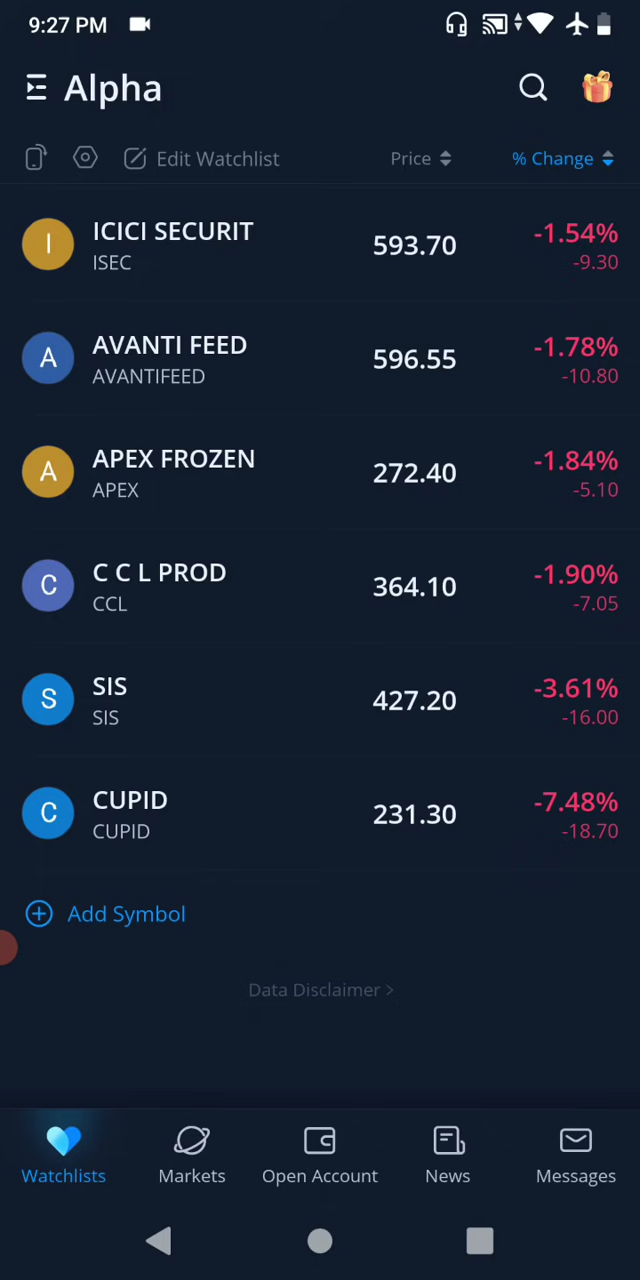 9:27 PM
Alpha
Edit Watchlist Price % Change
I ICICI SECURIT 593.70 -1.54%
ISEC -9.30
A AVANTI FEED 596.55 -1.78%
AVANTIFEED -10.80
A APEX FROZEN 272.40 -1.84%
APEX -5.10
C C C L PROD 364.10 -1.90%
CCL -7.05
S SIS 427.20 -3.61%
SIS -16.00
C CUPID 231.30 -7.48%
CUPID -18.70
Add Symbol
Data Disclaimer >
Watchlists Markets Open Account News Messages